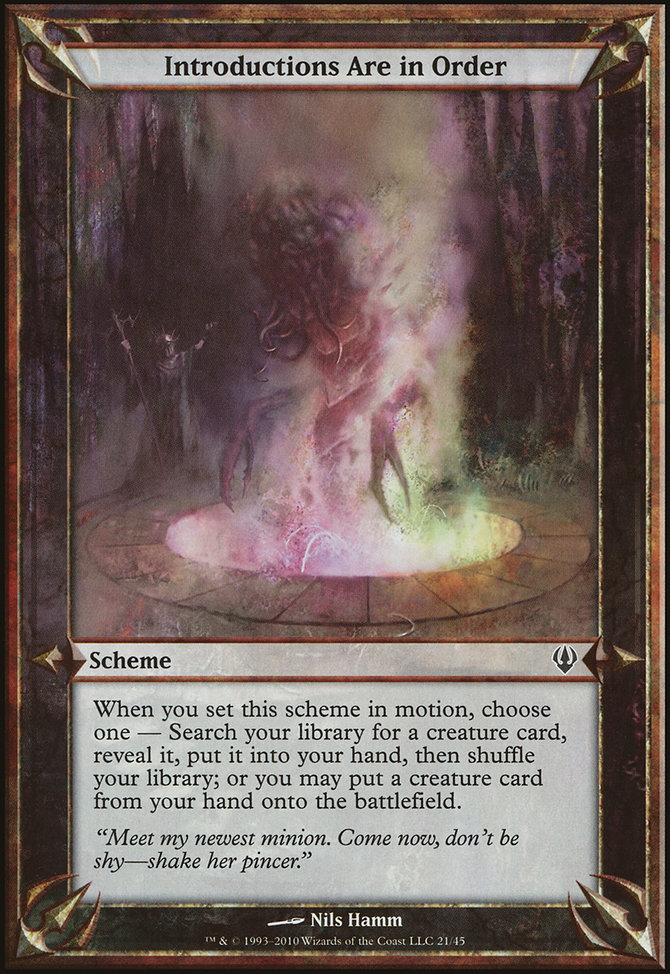 Introductions Are in Order
Scheme
When you set this scheme in motion, choose
one — Search your library for a creature card,
reveal it, put it into your hand, then shuffle
your library; or you may put a creature card
from your hand onto the battlefield.
“Meet my newest minion. Come now, don’t be
shy—shake her pincer.”
Nils Hamm
™ & © 1993–2010 Wizards of the Coast LLC 21/45